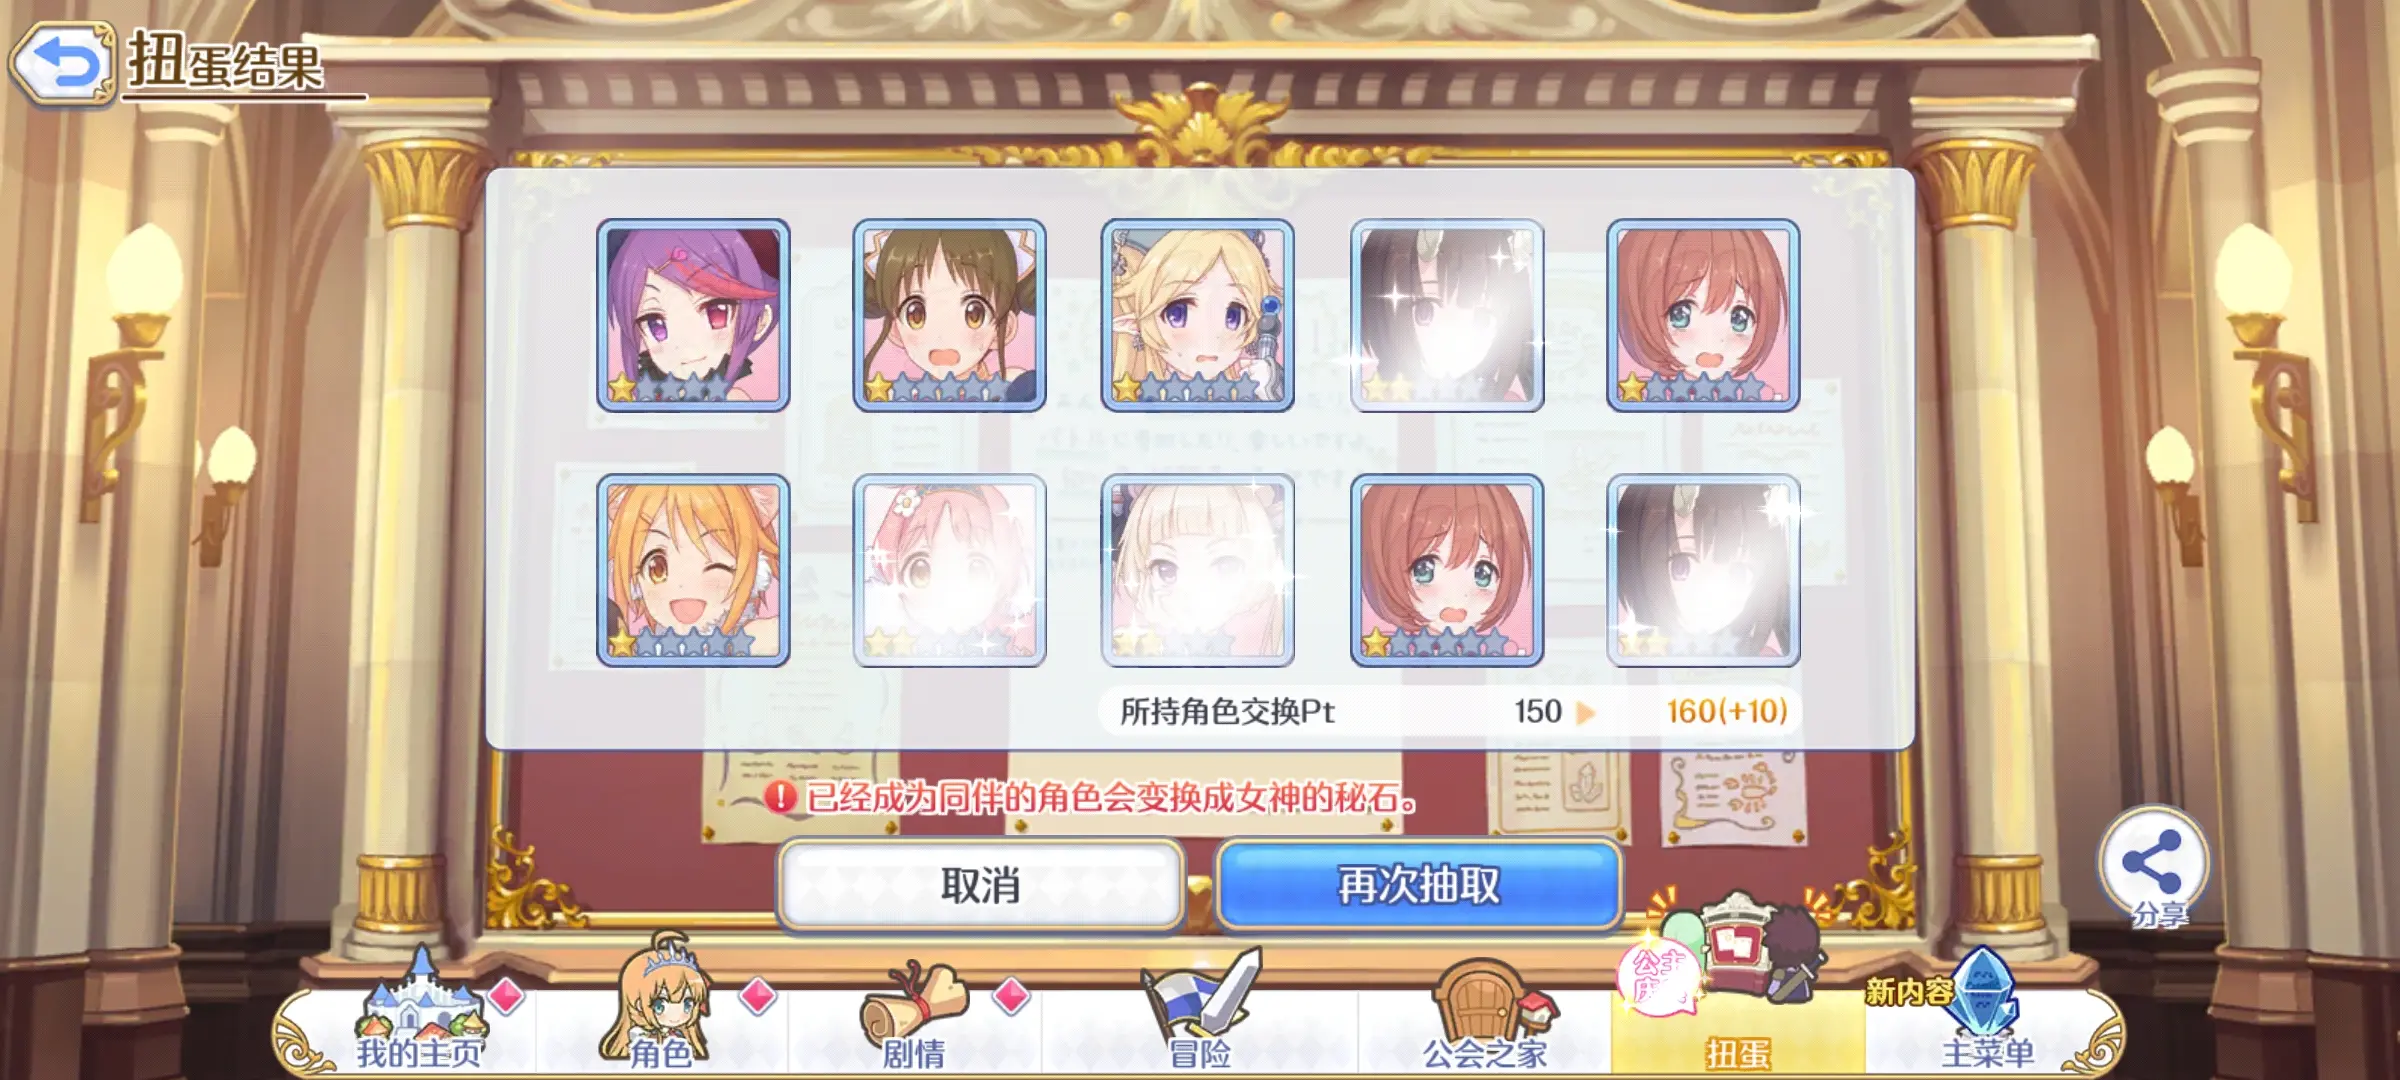 扭蛋结果
所持角色交换Pt 150 160(+10)
已经成为同伴的角色会变换成女神的秘石。
取消
再次抽取
分享
新内容
我的主页
角色
剧情
冒险
公会之家
扭蛋
主菜单